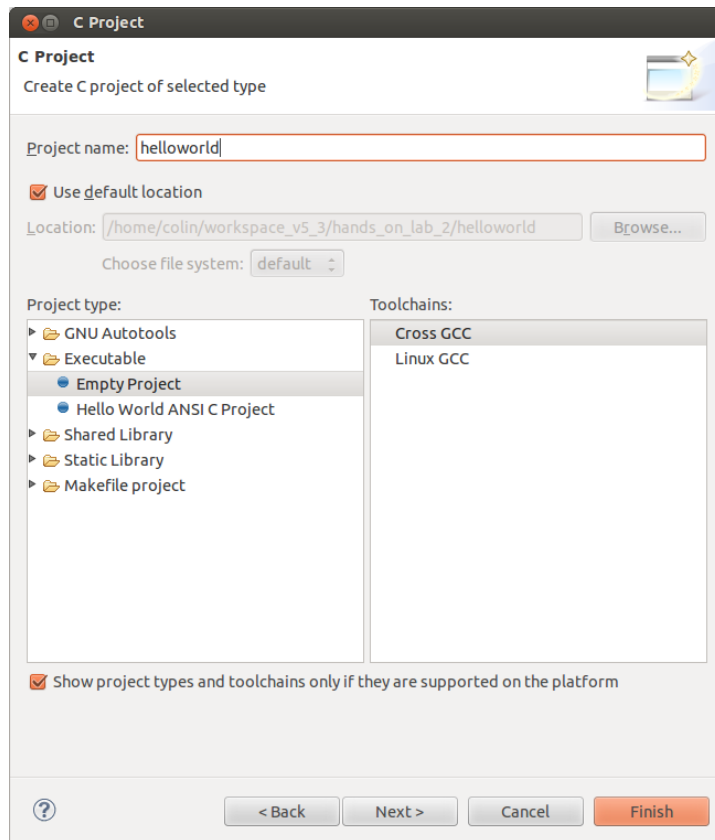 C Project
C Project
Create C project of selected type
Project name: helloworld
Use default location
Location: /home/colin/workspace_v5_3/hands_on_lab_2/helloworld Browse...
Choose file system: default
Project type: Toolchains:
GNU Autotools Cross GCC
Executable Linux GCC
Empty Project
Hello World ANSI C Project
Shared Library
Static Library
Makefile project
Show project types and toolchains only if they are supported on the platform
? < Back Next > Cancel Finish